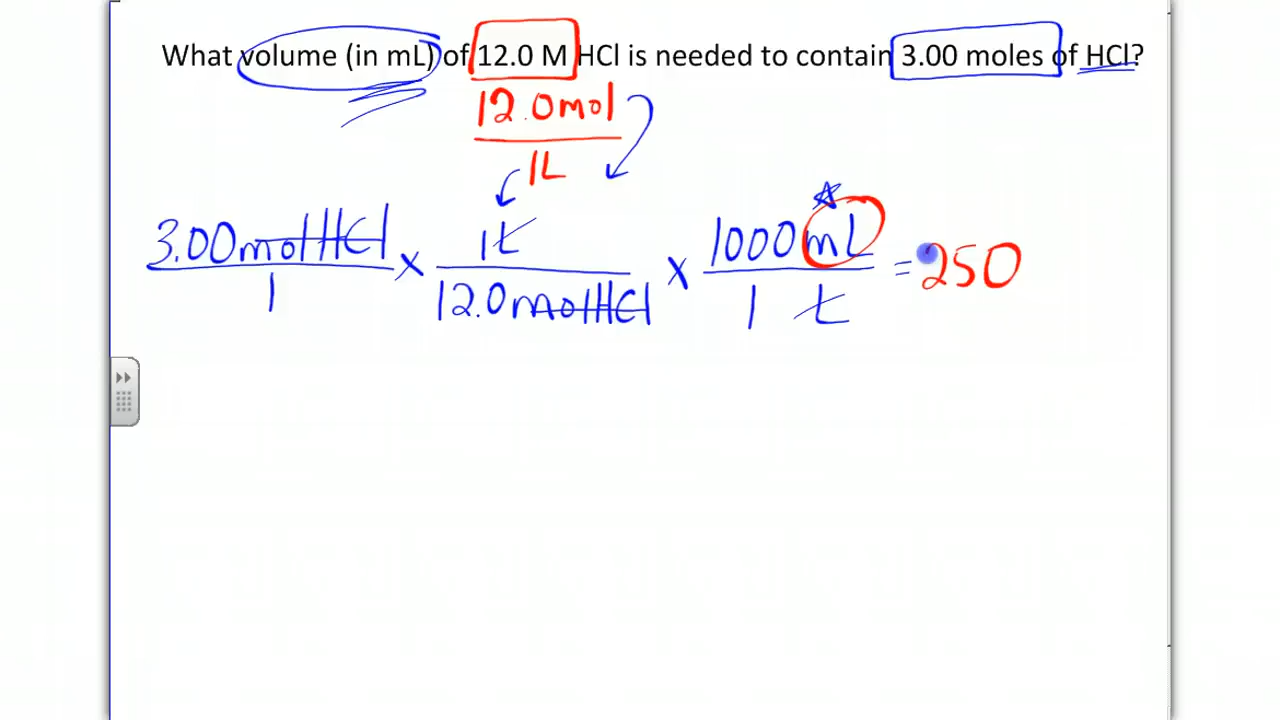 What volume (in mL) of 12.0 M HCl is needed to contain 3.00 moles of HCl?
12.0 mol
1L
3.00 mol HCl x 1L x 1000 mL = 250
1 12.0 mol HCl 1 L